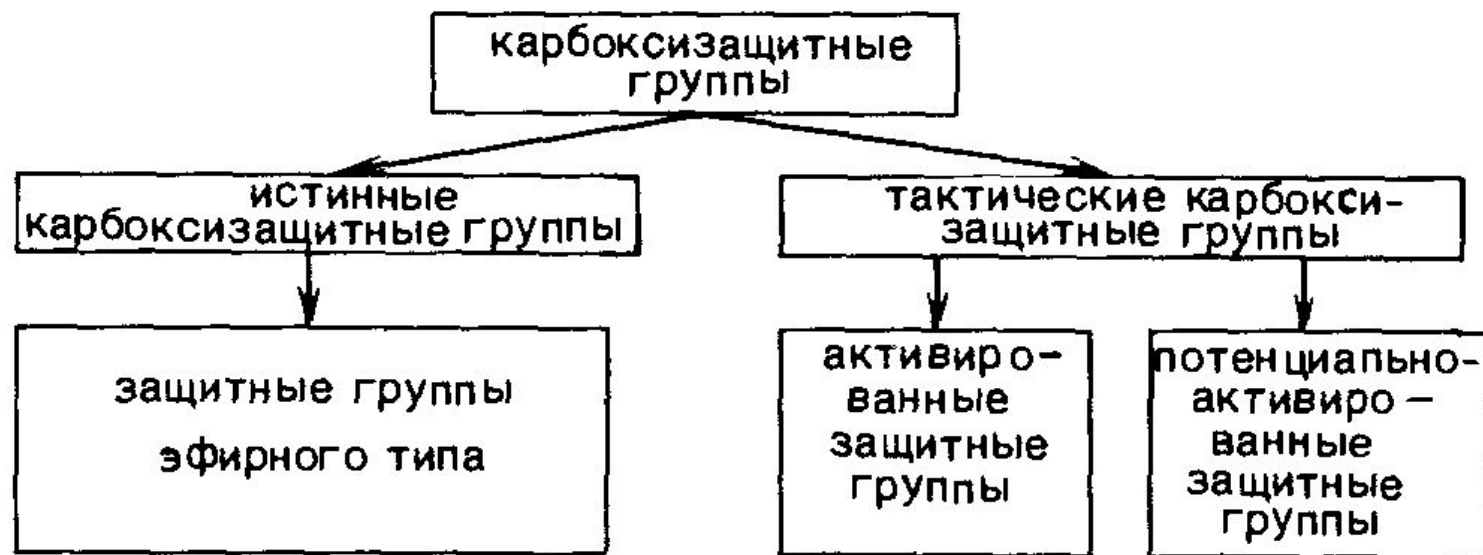 карбоксизащитные
группы
истинные
карбоксизащитные группы
тактические карбокси-
защитные группы
защитные группы
эфирного типа
активиро-
ванные
защитные
группы
потенциально-
активиро-
ванные
защитные
группы